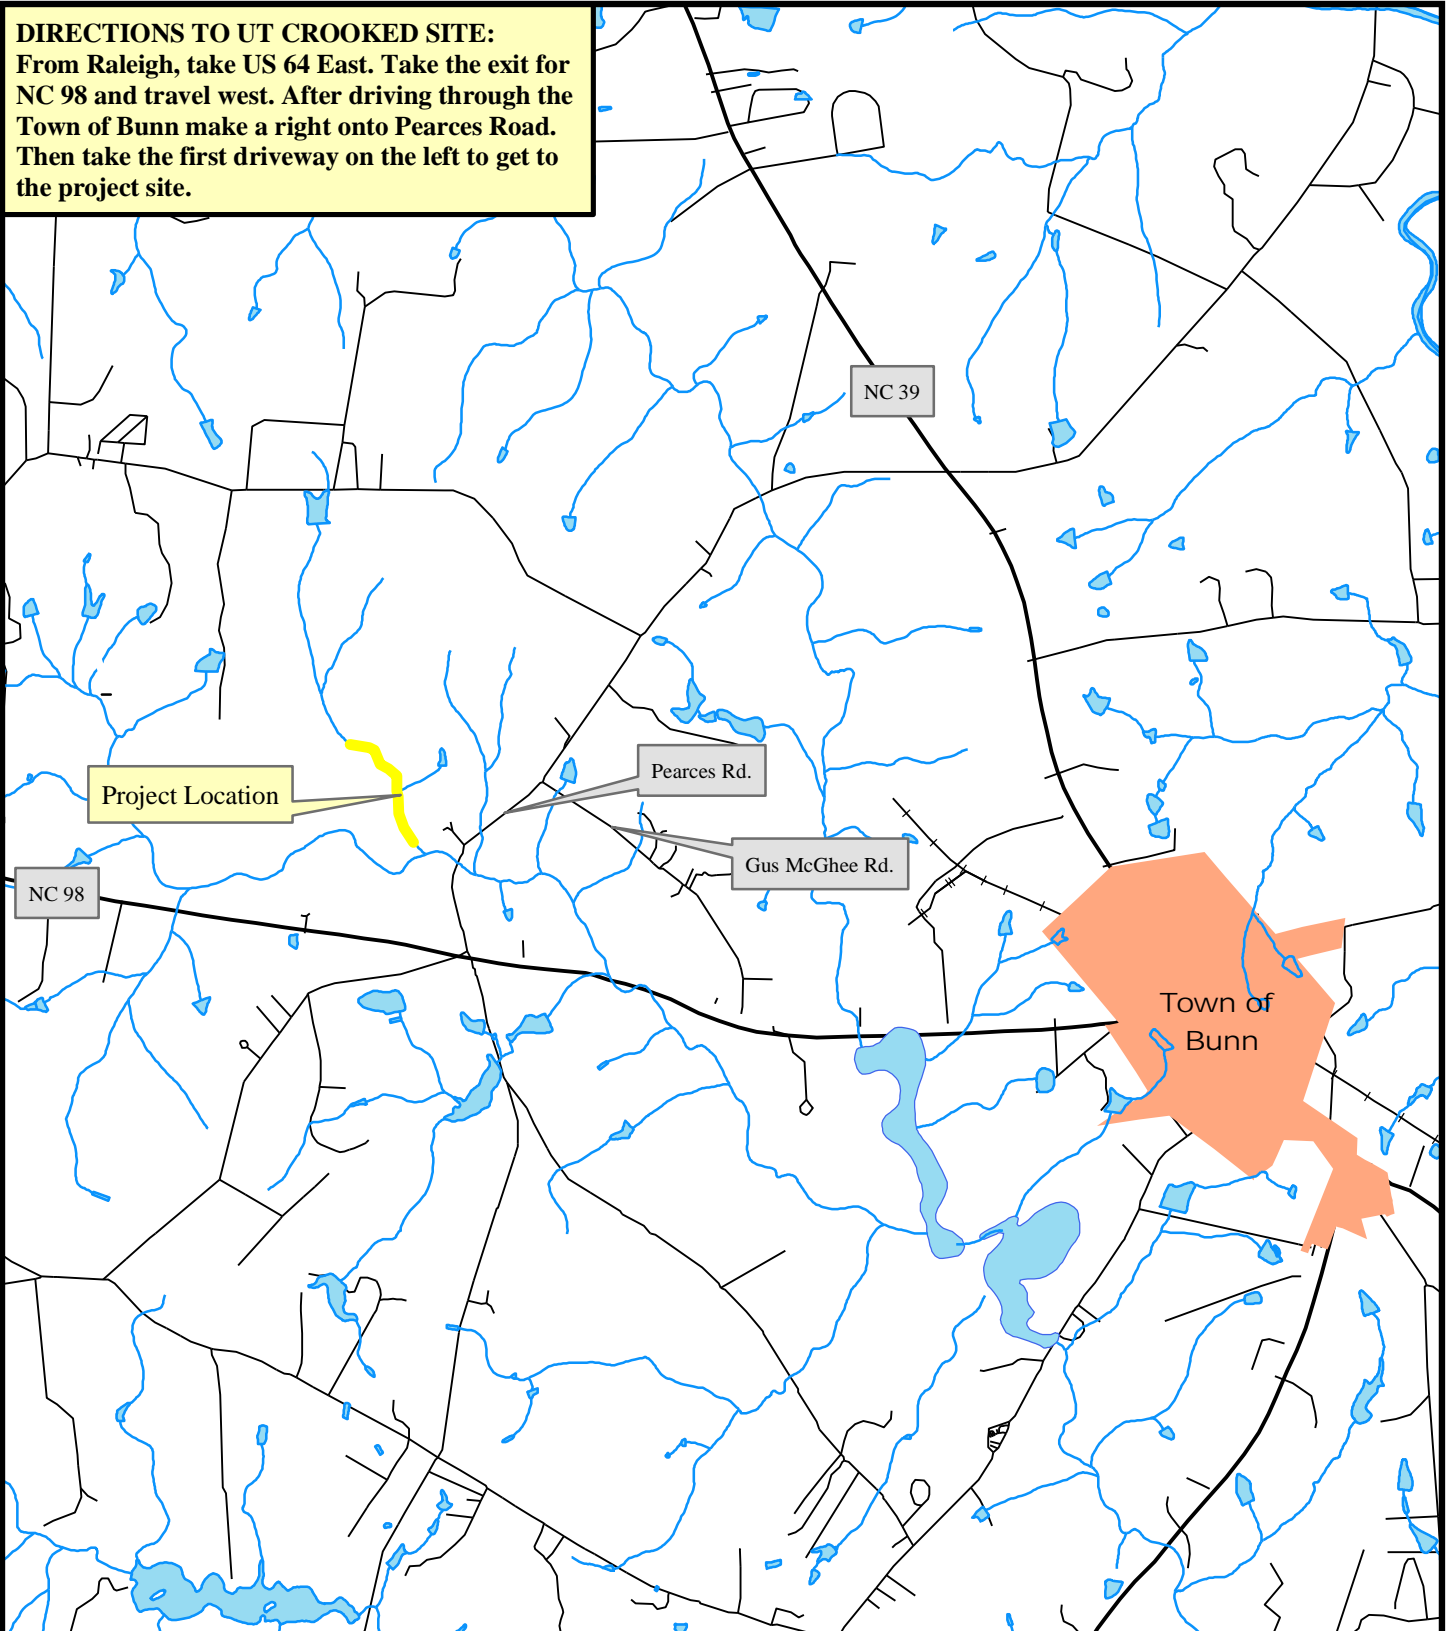 DIRECTIONS TO UT CROOKED SITE:
From Raleigh, take US 64 East. Take the exit for
NC 98 and travel west. After driving through the
Town of Bunn make a right onto Pearces Road.
Then take the first driveway on the left to get to
the project site.
NC 39
Pearces Rd.
Project Location
Gus McGhee Rd.
NC 98
Town of
Bunn